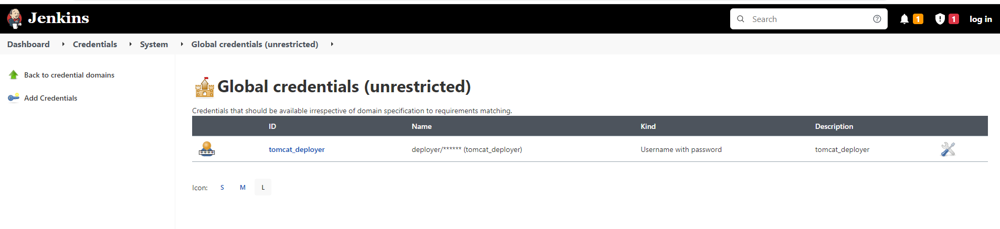 Jenkins Search 1 1 log in
Dashboard Credentials System Global credentials (unrestricted)
Back to credential domains
Add Credentials
Global credentials (unrestricted)
Credentials that should be available irrespective of domain specification to requirements matching.
ID Name Kind Description
tomcat_deployer deployer/****** (tomcat_deployer) Username with password tomcat_deployer
Icon: S M L